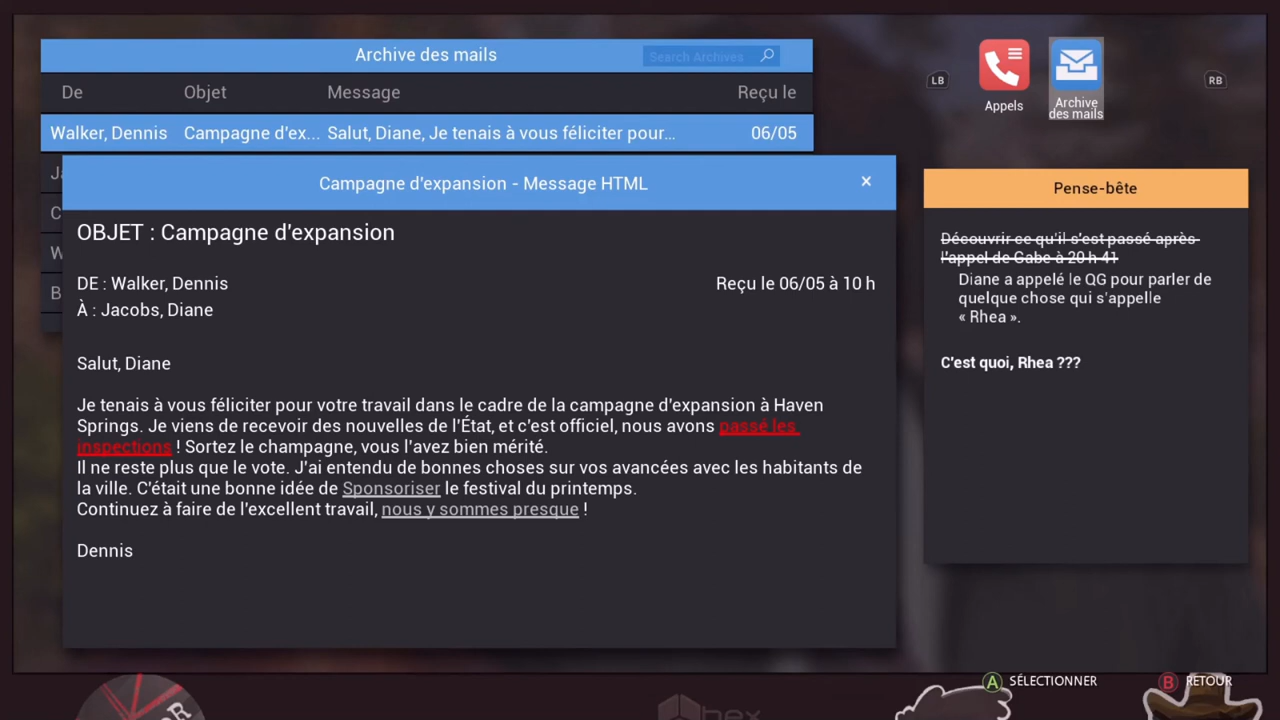 Archive des mails
Search Archives
De Objet Message Reçu le
Walker, Dennis Campagne d'ex... Salut, Diane, Je tenais à vous féliciter pour... 06/05
LB
Appels
Archive
des mails
RB
Campagne d'expansion - Message HTML
OBJET : Campagne d'expansion
DE : Walker, Dennis
Reçu le 06/05 à 10 h
À : Jacobs, Diane
Salut, Diane
Je tenais à vous féliciter pour votre travail dans le cadre de la campagne d'expansion à Haven
Springs. Je viens de recevoir des nouvelles de l'État, et c'est officiel, nous avons passé les
inspections ! Sortez le champagne, vous l'avez bien mérité.
Il ne reste plus que le vote. J'ai entendu de bonnes choses sur vos avancées avec les habitants de
la ville. C'était une bonne idée de Sponsoriser le festival du printemps.
Continuez à faire de l'excellent travail, nous y sommes presque !
Dennis
Pense-bête
Découvrir ce qu'il s'est passé après
l'appel de Gabe à 20 h 41
Diane a appelé le QG pour parler de
quelque chose qui s'appelle
« Rhea ».
C'est quoi, Rhea ???
A SÉLECTIONNER
B RETOUR